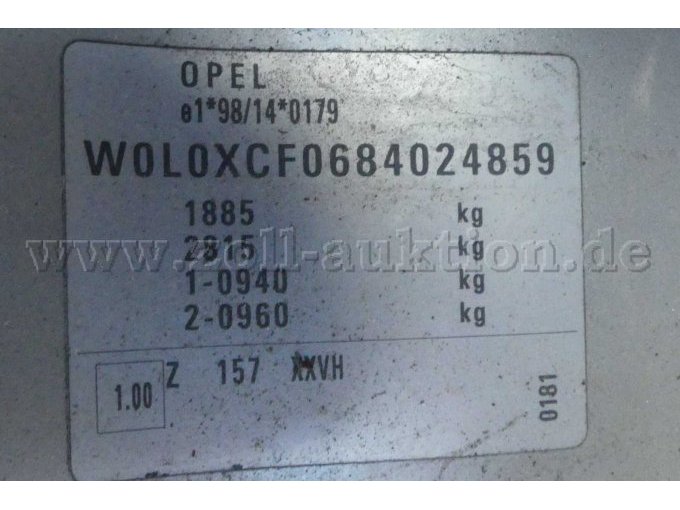 OPEL
e1*98/14*0179
W0L0XCF0684024859
1885 kg
2815 kg
1-0940 kg
2-0960 kg
www.zoll-auktion.de
1.00 Z 157 XXVH
0181